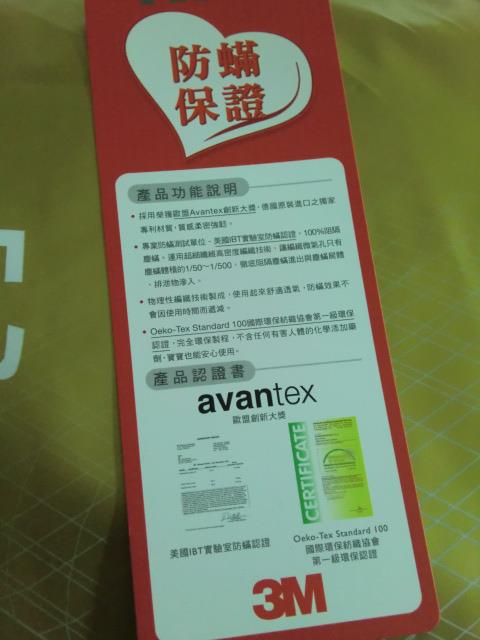 防蟎
保證
產品功能說明
• 採用榮獲歐盟Avantex創新大獎，德國原裝進口之獨家
專利材質，質感柔密強韌。
• 專業防蟎測試單位，美國IBT實驗室防蟎認證，100%阻隔
塵蟎。運用超細纖維高密度編織技術，讓編織微氣孔只有
塵蟎體積的1/50～1/500，徹底阻隔塵蟎進出與塵蟎屍體
、排泄物滲入。
• 物理性編織技術製成，使用起來舒適透氣，防蟎效果不
會因使用時間而遞減。
• Oeko-Tex Standard 100國際環保紡織協會第一級環保
認證，完全環保製程，不含任何有害人體的化學添加藥
劑，寶寶也能安心使用。
產品認證書
avantex
歐盟創新大獎
CERTIFICATE
美國IBT實驗室防蟎認證
Oeko-Tex Standard 100
國際環保紡織協會
第一級環保認證
3M